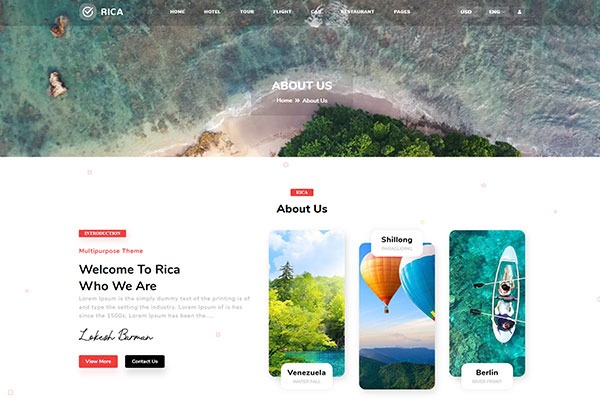 RICA
HOME HOTEL TOUR FLIGHT CAB RESTAURANT PAGES USD ENG
ABOUT US
Home » About Us
RICA
About Us
INTRODUCTION
Multipurpose Theme
Welcome To Rica
Who We Are
Lorem Ipsum is the simply dummy text of the printing is of
and type the setting the industry. Lorem Ipsum of Lorem
since the 1500s, Lorem Ipsum has been the.....
Lokesh Barman
View More
Contact Us
Venezuela
WATER FALL
Shillong
PARAGLIDING
Berlin
RIVER FRONT